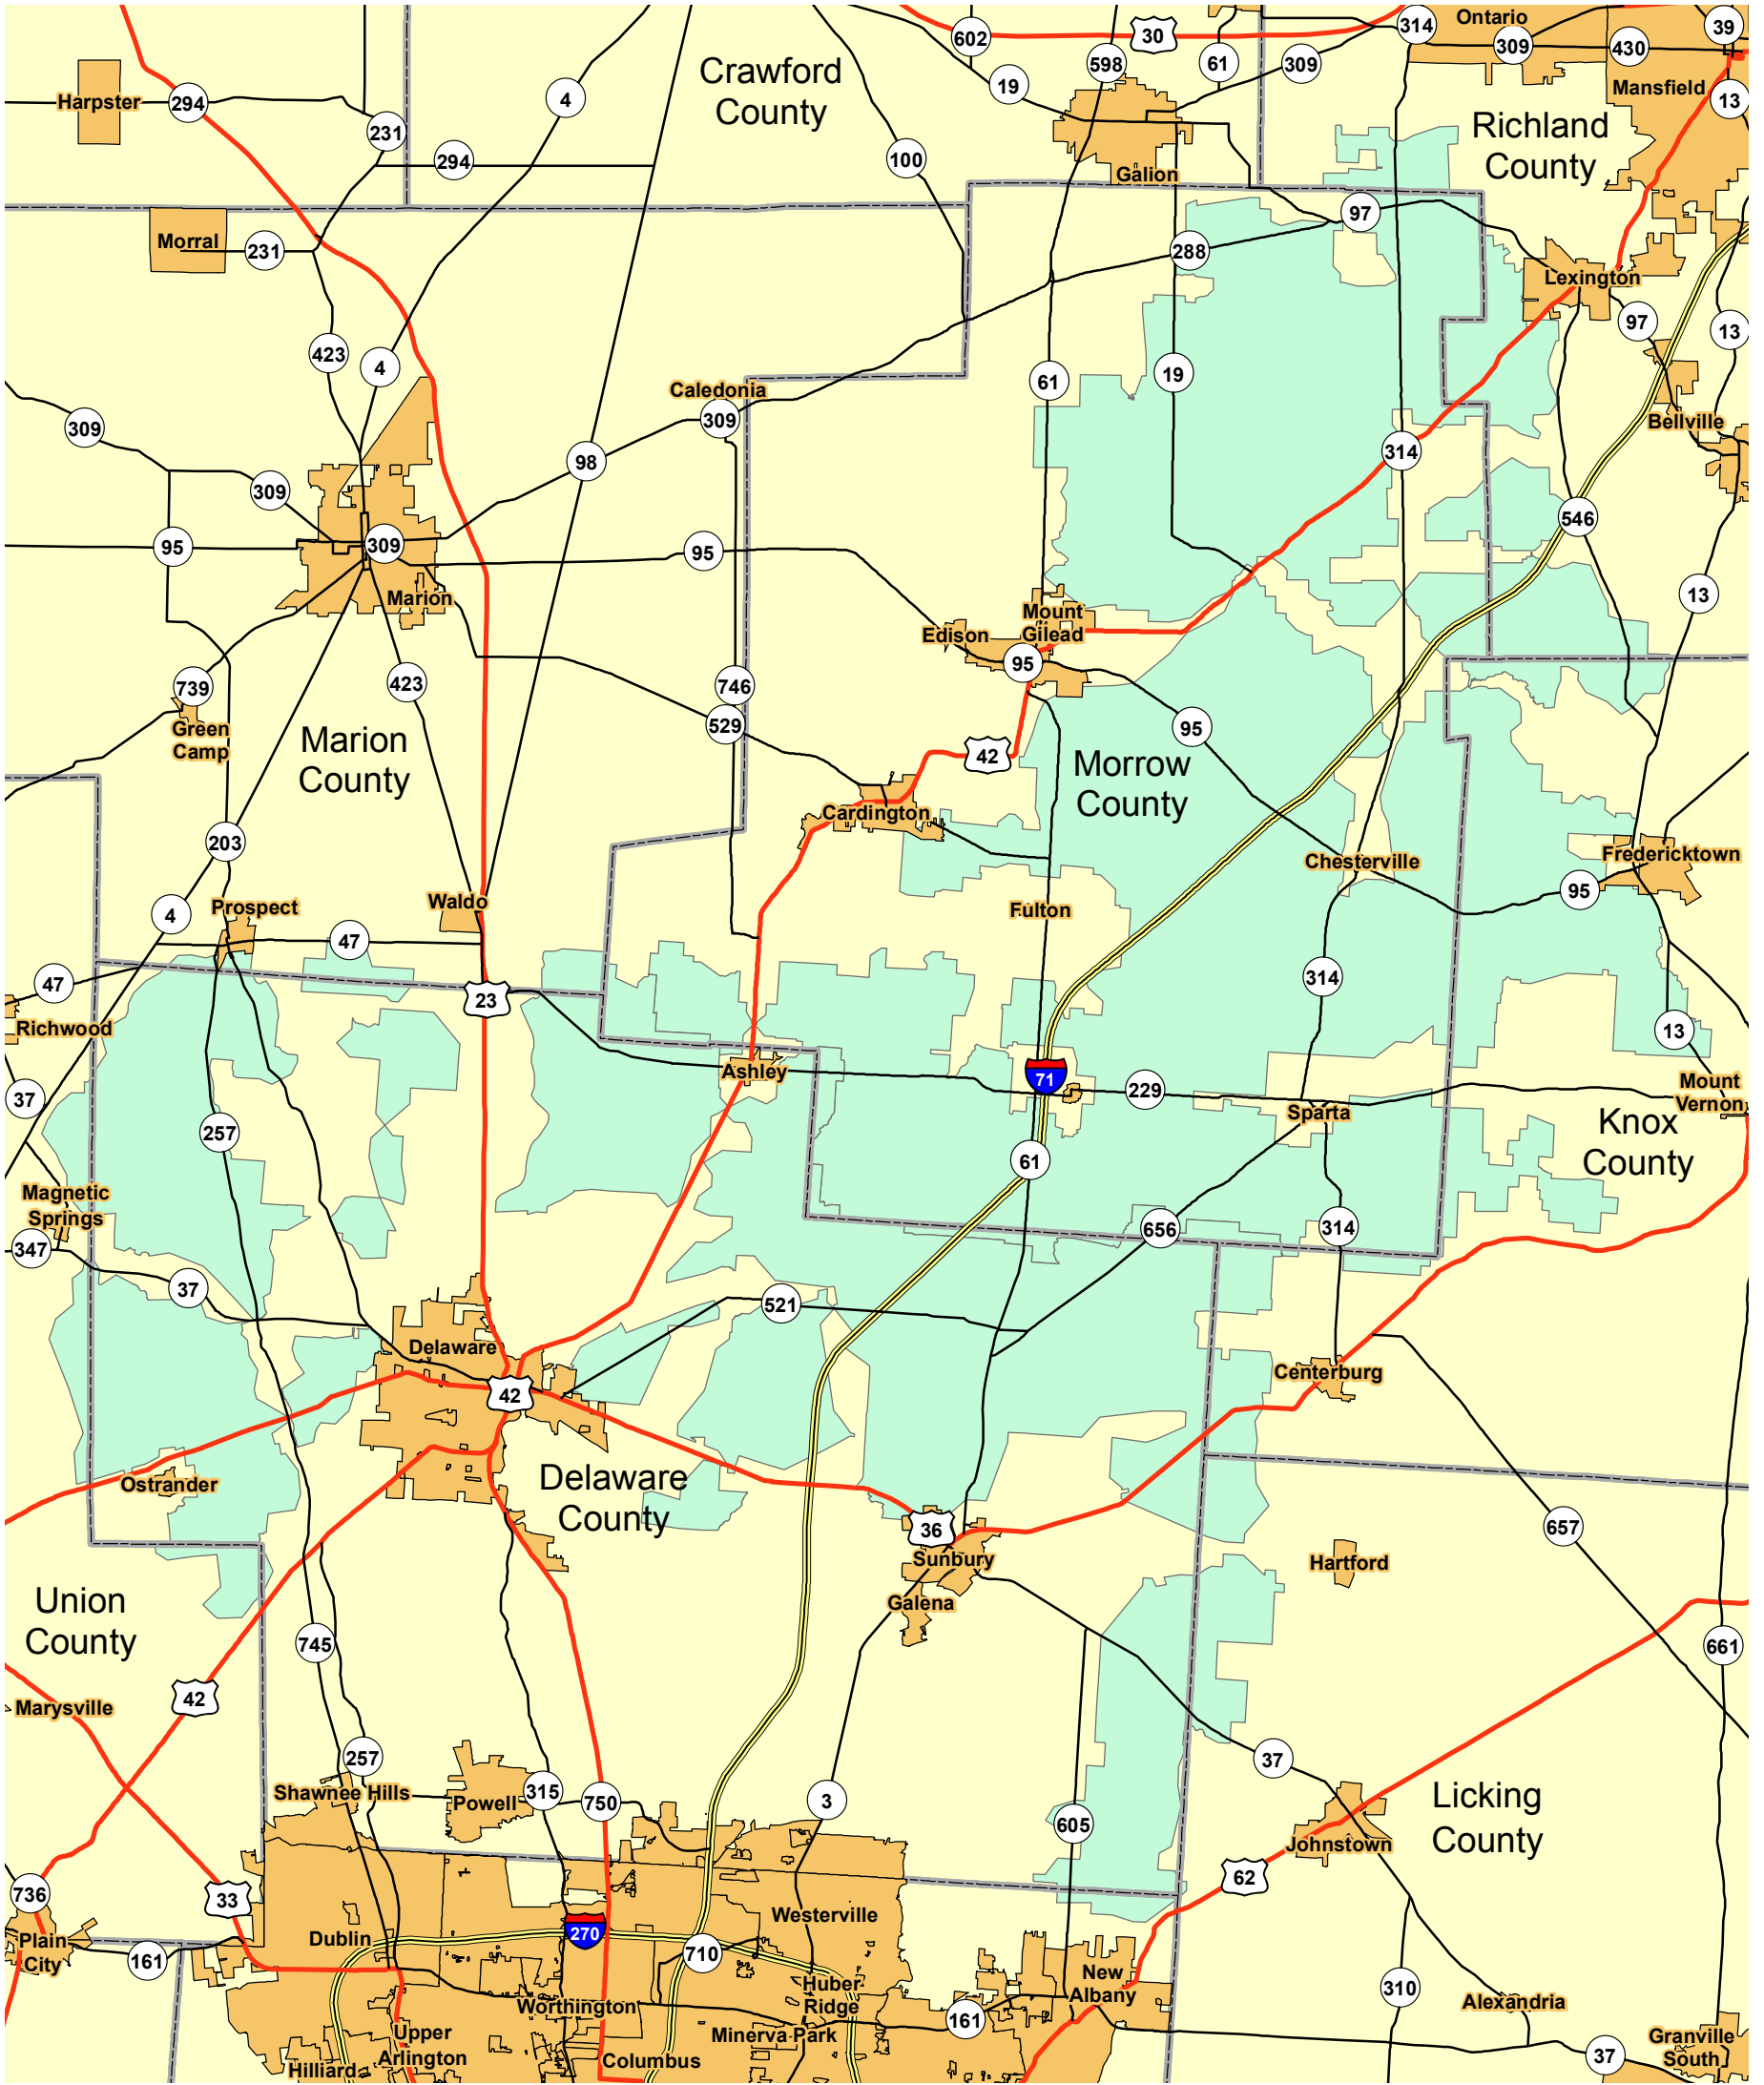 Ontario
314
39
602
30
309
430
598
61
309
Crawford
County
19
Mansfield
4
13
Harpster
294
Richland
County
231
294
100
Galion
97
Morral
231
288
Lexington
97
13
423
4
61
19
Caledonia
309
309
Bellville
98
314
309
546
95
309
95
13
Marion
Mount
Gilead
Edison
95
739
423
746
Green
Camp
529
95
Marion
County
42
Morrow
County
Cardington
203
Chesterville
Fredericktown
95
4
Prospect
Waldo
Fulton
47
47
314
23
Richwood
13
Ashley
71
229
Mount
Vernon
37
Sparta
257
Knox
County
61
Magnetic
Springs
656
314
347
37
521
Delaware
Centerburg
42
Ostrander
Delaware
County
36
657
Sunbury
Hartford
Union
County
Galena
745
661
42
Marysville
257
37
Shawnee Hills
Powell
315
750
3
Licking
County
605
Johnstown
736
33
62
Westerville
Dublin
270
Plain
City
161
710
New
Albany
Huber
Ridge
310
Worthington
161
Alexandria
Upper
Arlington
Minerva Park
Granville
South
Hilliard
Columbus
37